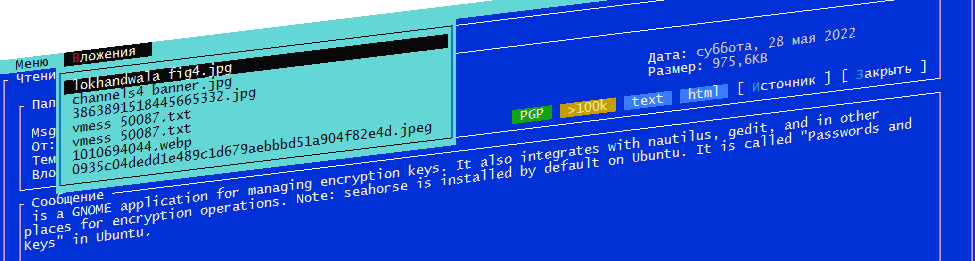 Меню Вложения
Чтени
lokhandwala fig4.jpg
channels4 banner.jpg
3863891518445665332.jpg
vmess 50087.txt
vmess 50087.txt
1010694044.webp
0935c04dedd1e489c1d679aebbbd51a904f82e4d.jpeg
Пап
Msg
От:
Тем
Вло
Дата: суббота, 28 мая 2022
Размер: 975,6KB
PGP >100k text html [ Источник ] [ Закрыть ]
Сообщение
is a GNOME application for managing encryption keys. It also integrates with nautilus, gedit, and in other
places for encryption operations. Note: seahorse is installed by default on Ubuntu. It is called "Passwords and
Keys" in Ubuntu.